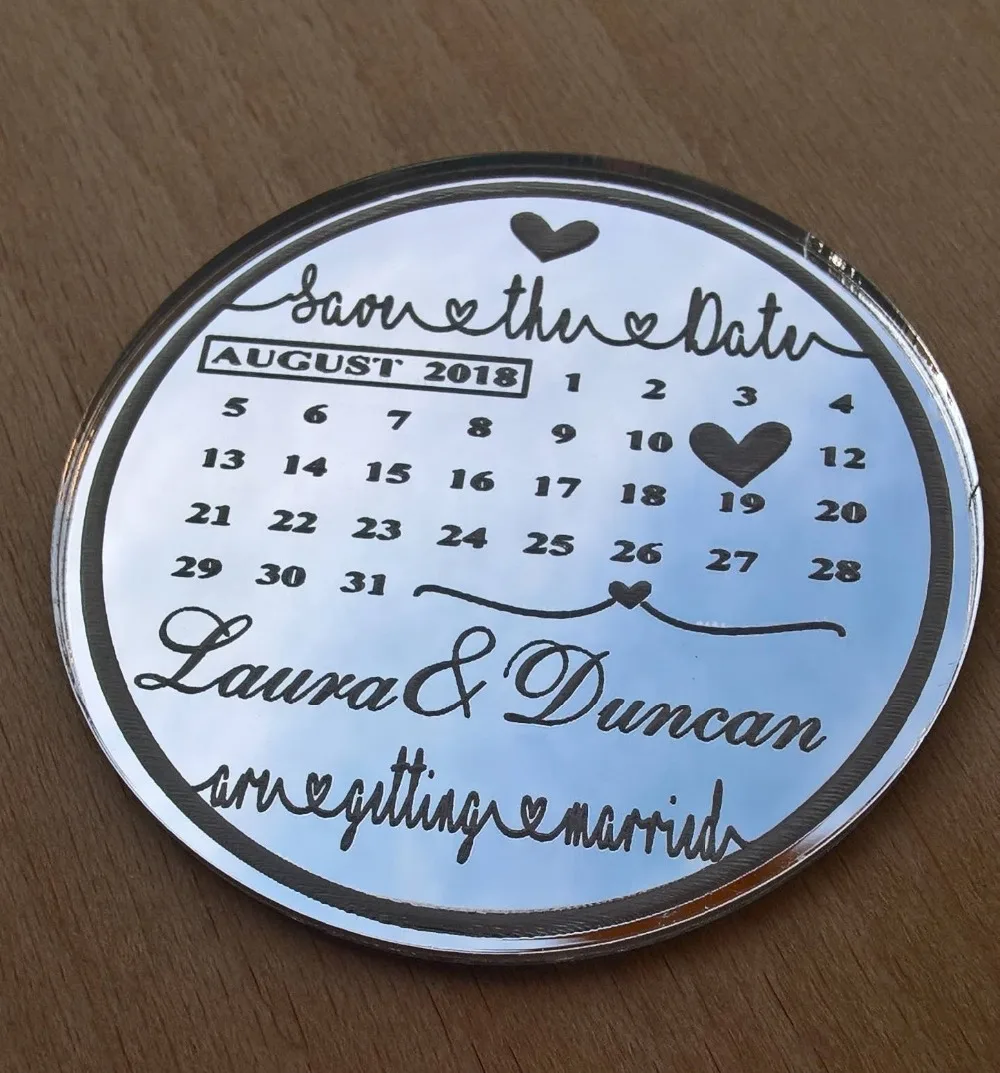 Save the Date
AUGUST 2018 1 2 3 4
5 6 7 8 9 10 12
13 14 15 16 17 18 19 20
21 22 23 24 25 26 27 28
29 30 31
Laura & Duncan
are getting married